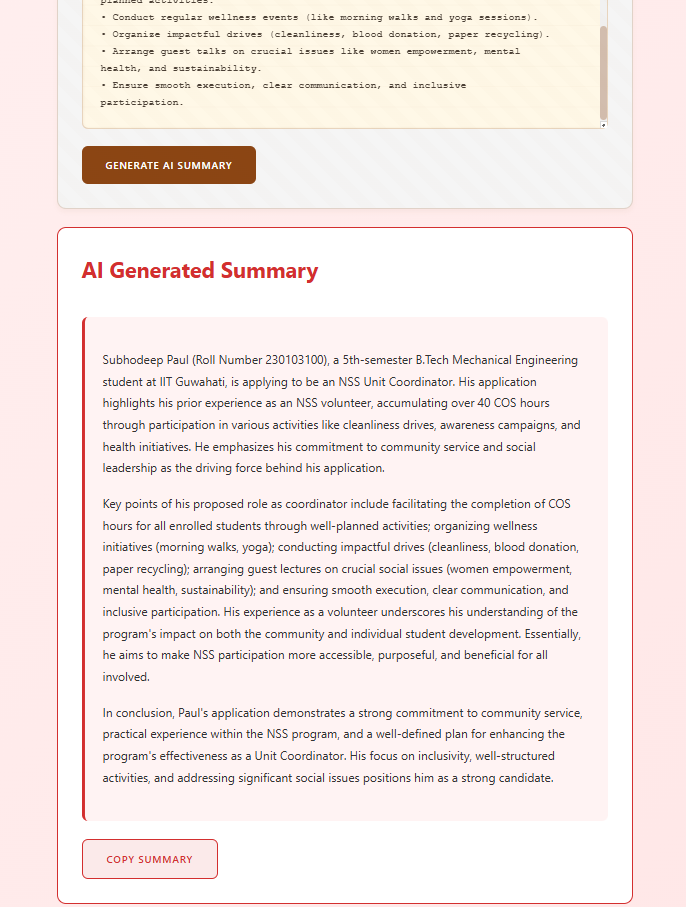 planned activities.
• Conduct regular wellness events (like morning walks and yoga sessions).
• Organize impactful drives (cleanliness, blood donation, paper recycling).
• Arrange guest talks on crucial issues like women empowerment, mental
health, and sustainability.
• Ensure smooth execution, clear communication, and inclusive
participation.
GENERATE AI SUMMARY
AI Generated Summary
Subhodeep Paul (Roll Number 230103100), a 5th-semester B.Tech Mechanical Engineering
student at IIT Guwahati, is applying to be an NSS Unit Coordinator. His application
highlights his prior experience as an NSS volunteer, accumulating over 40 COS hours
through participation in various activities like cleanliness drives, awareness campaigns, and
health initiatives. He emphasizes his commitment to community service and social
leadership as the driving force behind his application.
Key points of his proposed role as coordinator include facilitating the completion of COS
hours for all enrolled students through well-planned activities; organizing wellness
initiatives (morning walks, yoga); conducting impactful drives (cleanliness, blood donation,
paper recycling); arranging guest lectures on crucial social issues (women empowerment,
mental health, sustainability); and ensuring smooth execution, clear communication, and
inclusive participation. His experience as a volunteer underscores his understanding of the
program's impact on both the community and individual student development. Essentially,
he aims to make NSS participation more accessible, purposeful, and beneficial for all
involved.
In conclusion, Paul's application demonstrates a strong commitment to community service,
practical experience within the NSS program, and a well-defined plan for enhancing the
program's effectiveness as a Unit Coordinator. His focus on inclusivity, well-structured
activities, and addressing significant social issues positions him as a strong candidate.
COPY SUMMARY